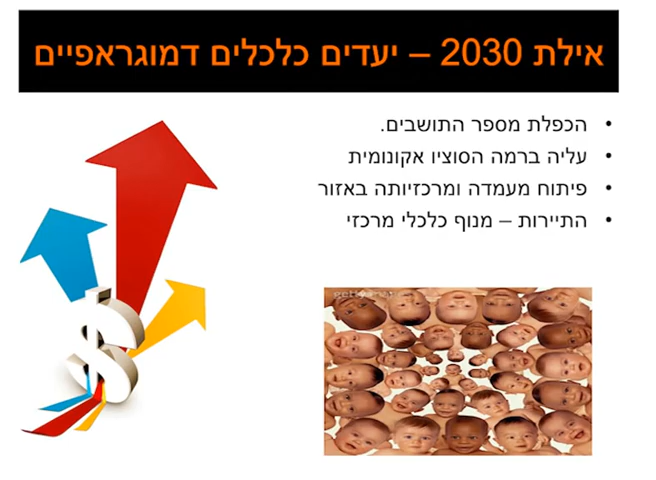 אילת 2030 – יעדים כלכלים דמוגראפיים
• הכפלת מספר התושבים.
• עליה ברמה הסוציו אקונומית
• פיתוח מעמדה ומרכזיותה באזור
• התיירות – מנוף כלכלי מרכזי
$